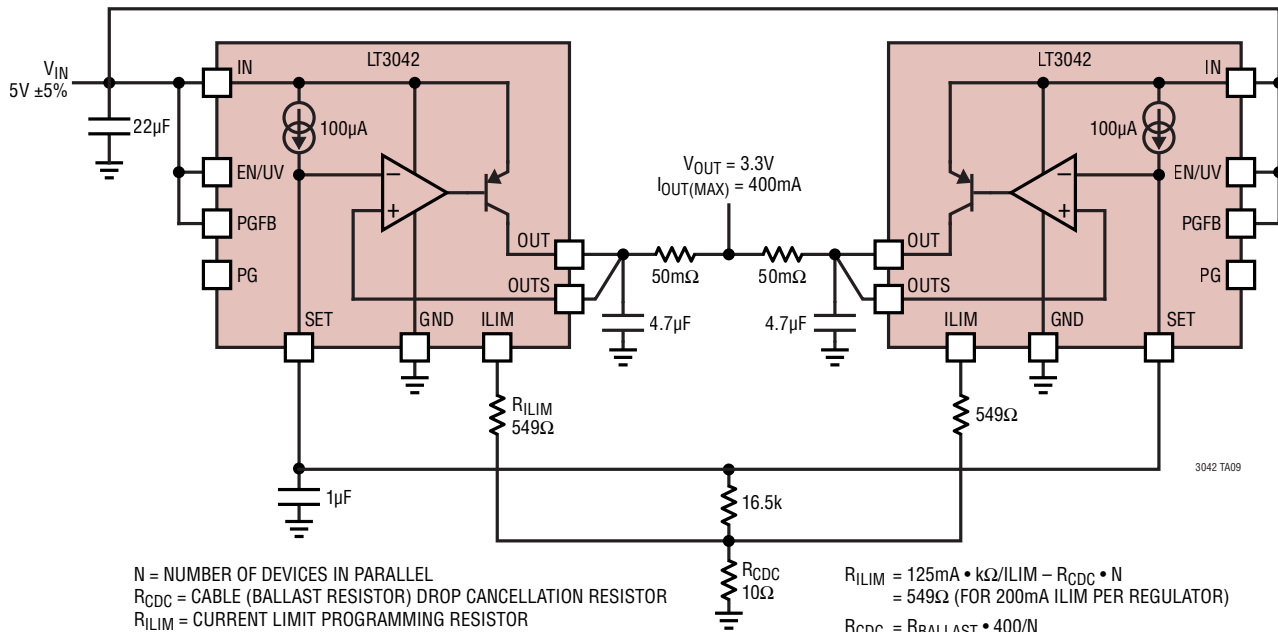 LT3042
LT3042
VIN
5V ±5%
IN
IN
100µA
100µA
22µF
EN/UV
EN/UV
VOUT = 3.3V
IOUT(MAX) = 400mA
PGFB
PGFB
OUT
OUT
PG
PG
50mΩ
50mΩ
OUTS
OUTS
SET
GND
ILIM
4.7µF
4.7µF
ILIM
GND
SET
RILIM
549Ω
549Ω
3042 TA09
1µF
16.5k
RCDC
10Ω
N = NUMBER OF DEVICES IN PARALLEL
RCDC = CABLE (BALLAST RESISTOR) DROP CANCELLATION RESISTOR
RILIM = CURRENT LIMIT PROGRAMMING RESISTOR
RILIM = 125mA • kΩ/ILIM – RCDC • N
= 549Ω (FOR 200mA ILIM PER REGULATOR)
RCDC = RBALLAST • 400/N